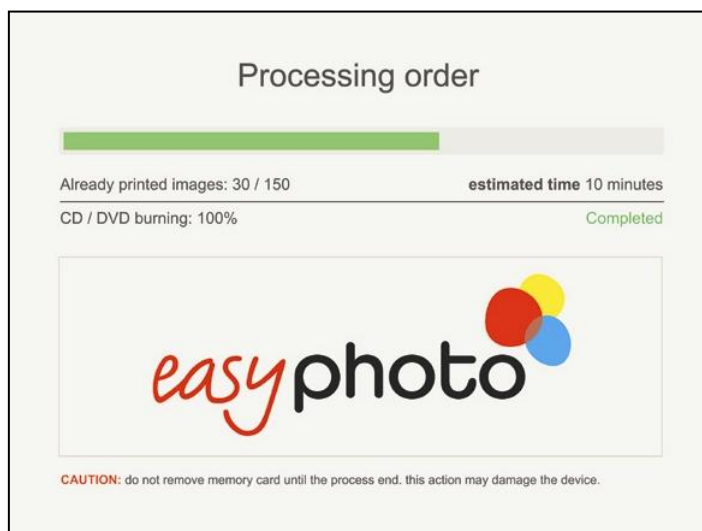 Processing order
Already printed images: 30 / 150 estimated time 10 minutes
CD / DVD burning: 100% Completed
easyphoto
CAUTION: do not remove memory card until the process end. this action may damage the device.